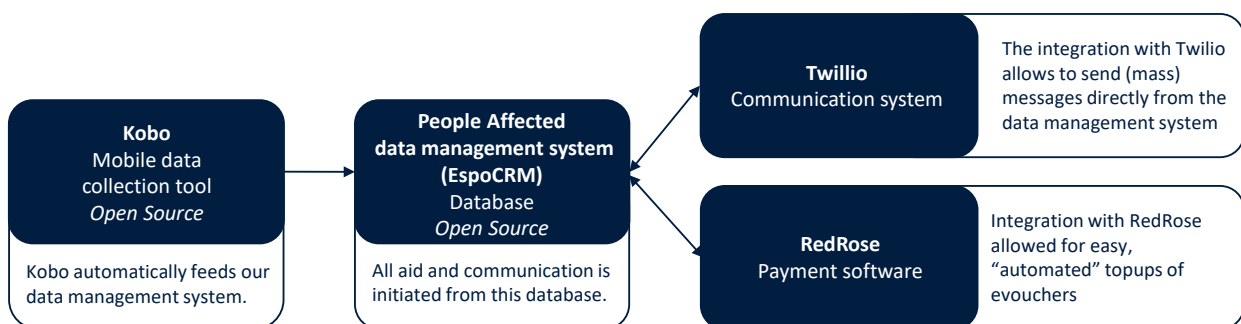 Kobo
Mobile data
collection tool
Open Source
Kobo automatically feeds our
data management system.
People Affected
data management system
(EspoCRM)
Database
Open Source
All aid and communication is
initiated from this database.
Twillio
Communication system
The integration with Twilio
allows to send (mass)
messages directly from the
data management system
RedRose
Payment software
Integration with RedRose
allowed for easy,
“automated” topups of
evouchers